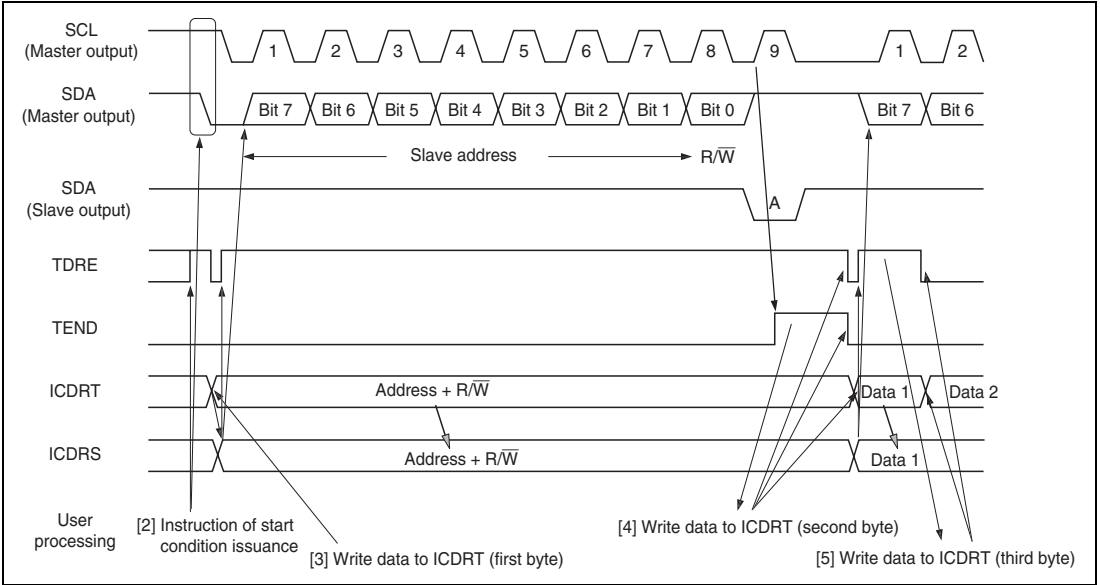 SCL
(Master output)
1 2 3 4 5 6 7 8 9 1 2
SDA
(Master output)
Bit 7 Bit 6 Bit 5 Bit 4 Bit 3 Bit 2 Bit 1 Bit 0 Bit 7 Bit 6
Slave address R/W̅
SDA
(Slave output)
A
TDRE
TEND
ICDRT
Address + R/W̅ Data 1 Data 2
ICDRS
Address + R/W̅ Data 1
User
processing
[2] Instruction of start
condition issuance
[3] Write data to ICDRT (first byte)
[4] Write data to ICDRT (second byte)
[5] Write data to ICDRT (third byte)